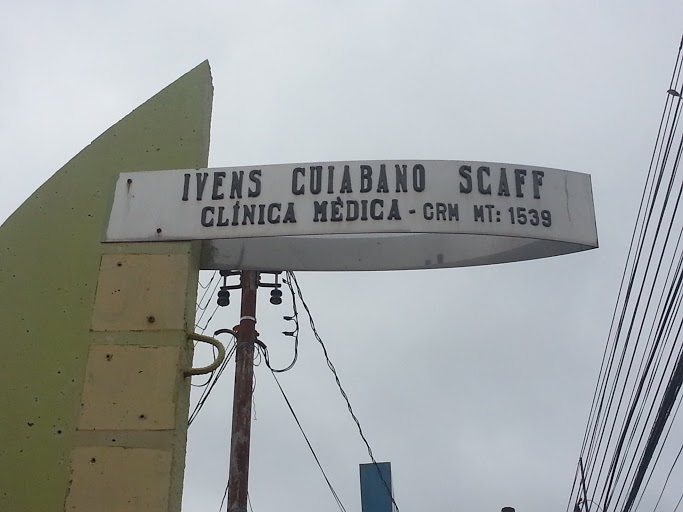 IVENS CUIABANO SCAFF
CLÍNICA MÈDICA - CRM MT: 1539